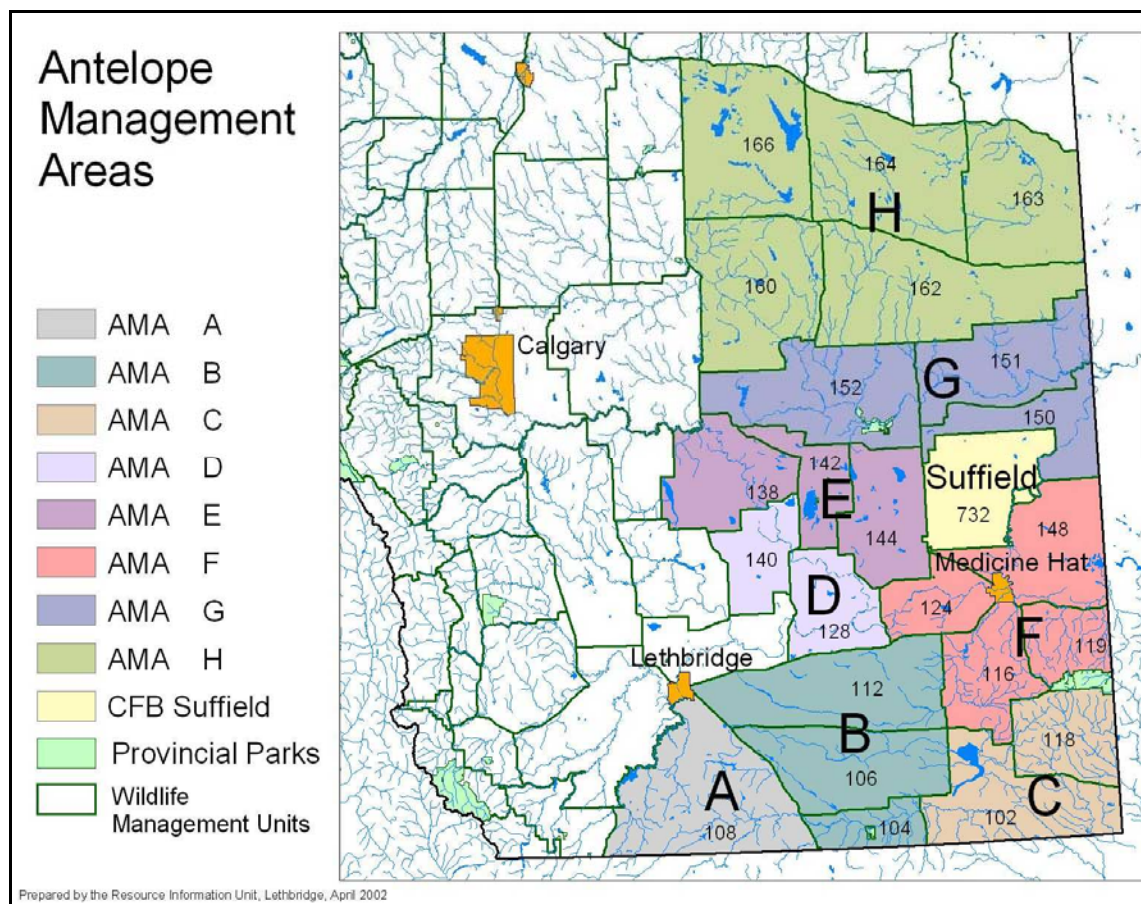 Antelope
Management
Areas
AMA A
AMA B
AMA C
AMA D
AMA E
AMA F
AMA G
AMA H
CFB Suffield
Provincial Parks
Wildlife
Management Units
166
164
H
163
160
162
Calgary
151
152
G
150
142
Suffield
138
E
732
148
144
140
Medicine Hat
D
124
128
F
119
Lethbridge
116
112
B
118
106
A
C
102
104
108
Prepared by the Resource Information Unit, Lethbridge, April 2002